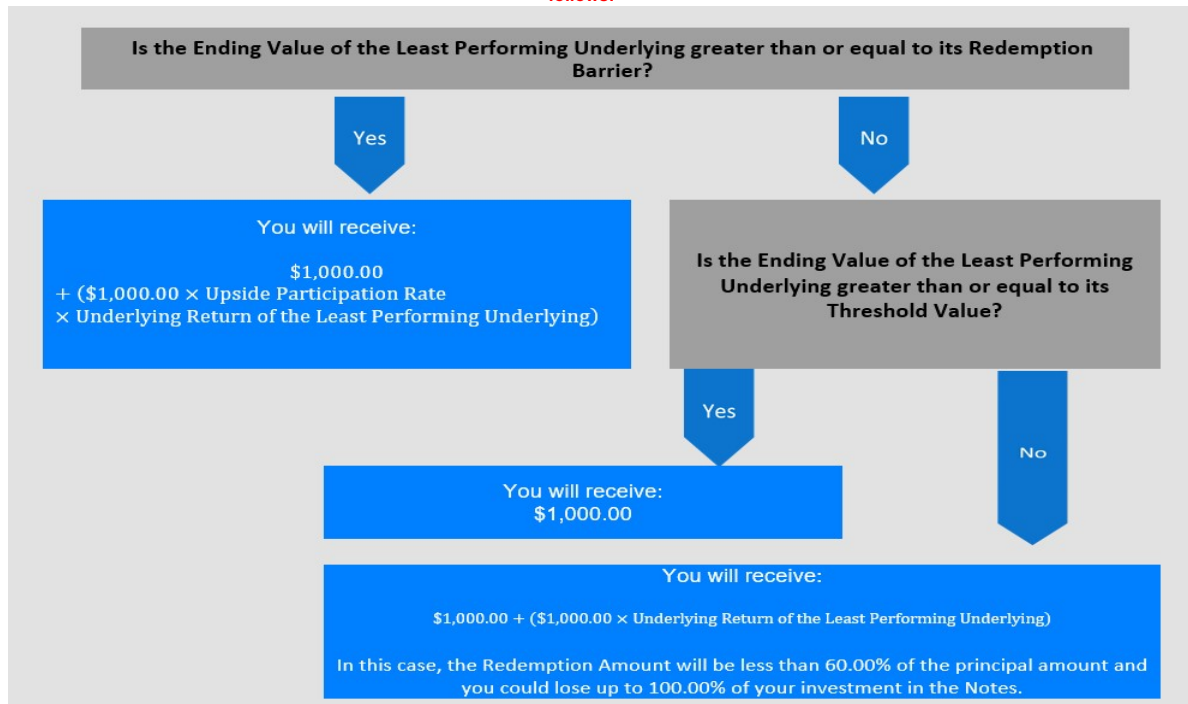 follows:
Is the Ending Value of the Least Performing Underlying greater than or equal to its Redemption
Barrier?
Yes
No
You will receive:
$1,000.00
+ ($1,000.00 × Upside Participation Rate
× Underlying Return of the Least Performing Underlying)
Is the Ending Value of the Least Performing
Underlying greater than or equal to its
Threshold Value?
Yes
No
You will receive:
$1,000.00
You will receive:
$1,000.00 + ($1,000.00 × Underlying Return of the Least Performing Underlying)
In this case, the Redemption Amount will be less than 60.00% of the principal amount and
you could lose up to 100.00% of your investment in the Notes.